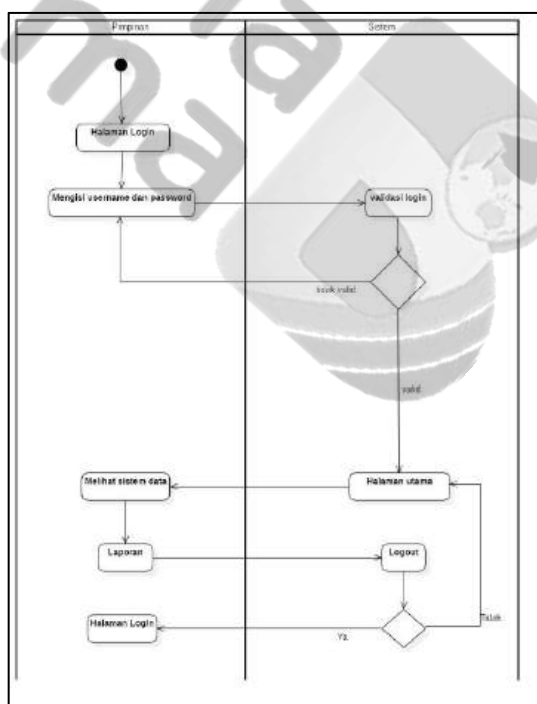 Pimpinan
Sistem
Halaman Login
Mengisi username dan password
validasi login
tidak valid
valid
Melihat sistem data
Halaman utama
Laporan
Logout
Halaman Login
Ya
Tidak